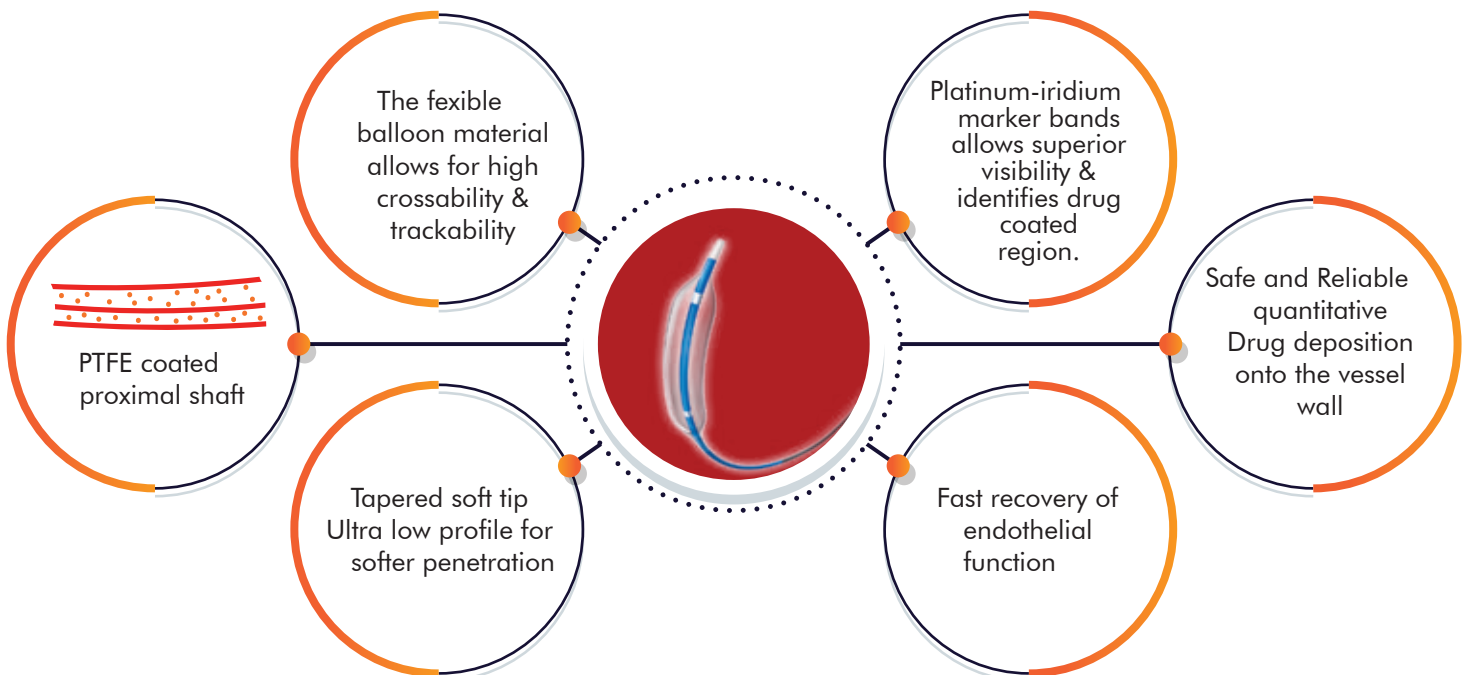 The fexible
balloon material
allows for high
crossability &
trackability
Platinum-iridium
marker bands
allows superior
visibility &
identifies drug
coated
region.
PTFE coated
proximal shaft
Safe and Reliable
quantitative
Drug deposition
onto the vessel
wall
Tapered soft tip
Ultra low profile for
softer penetration
Fast recovery of
endothelial
function